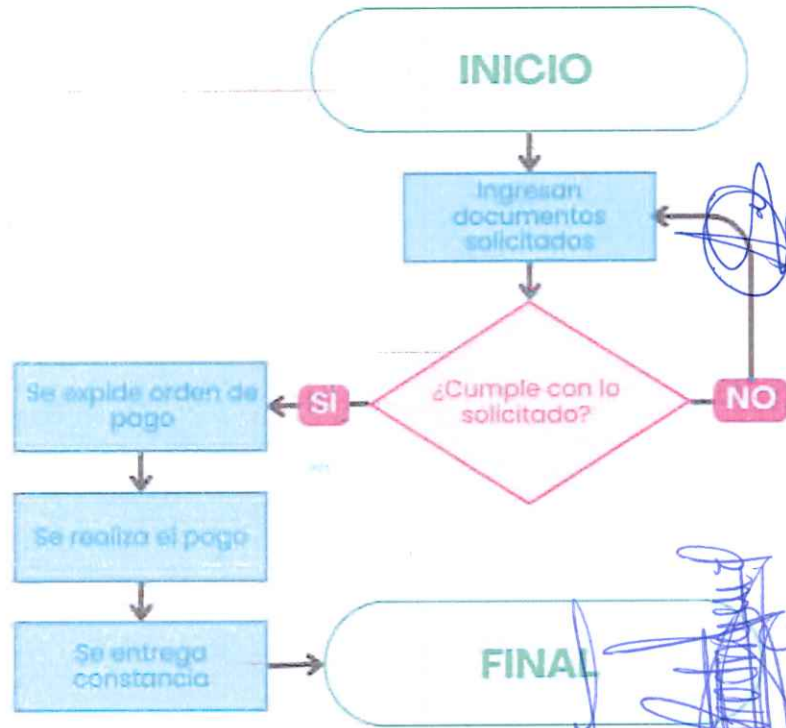 INICIO
Ingresan
documentos
solicitados
¿Cumple con lo
solicitado?
SI
NO
Se expide orden de
pago
Se realiza el pago
Se entrega
constancia
FINAL